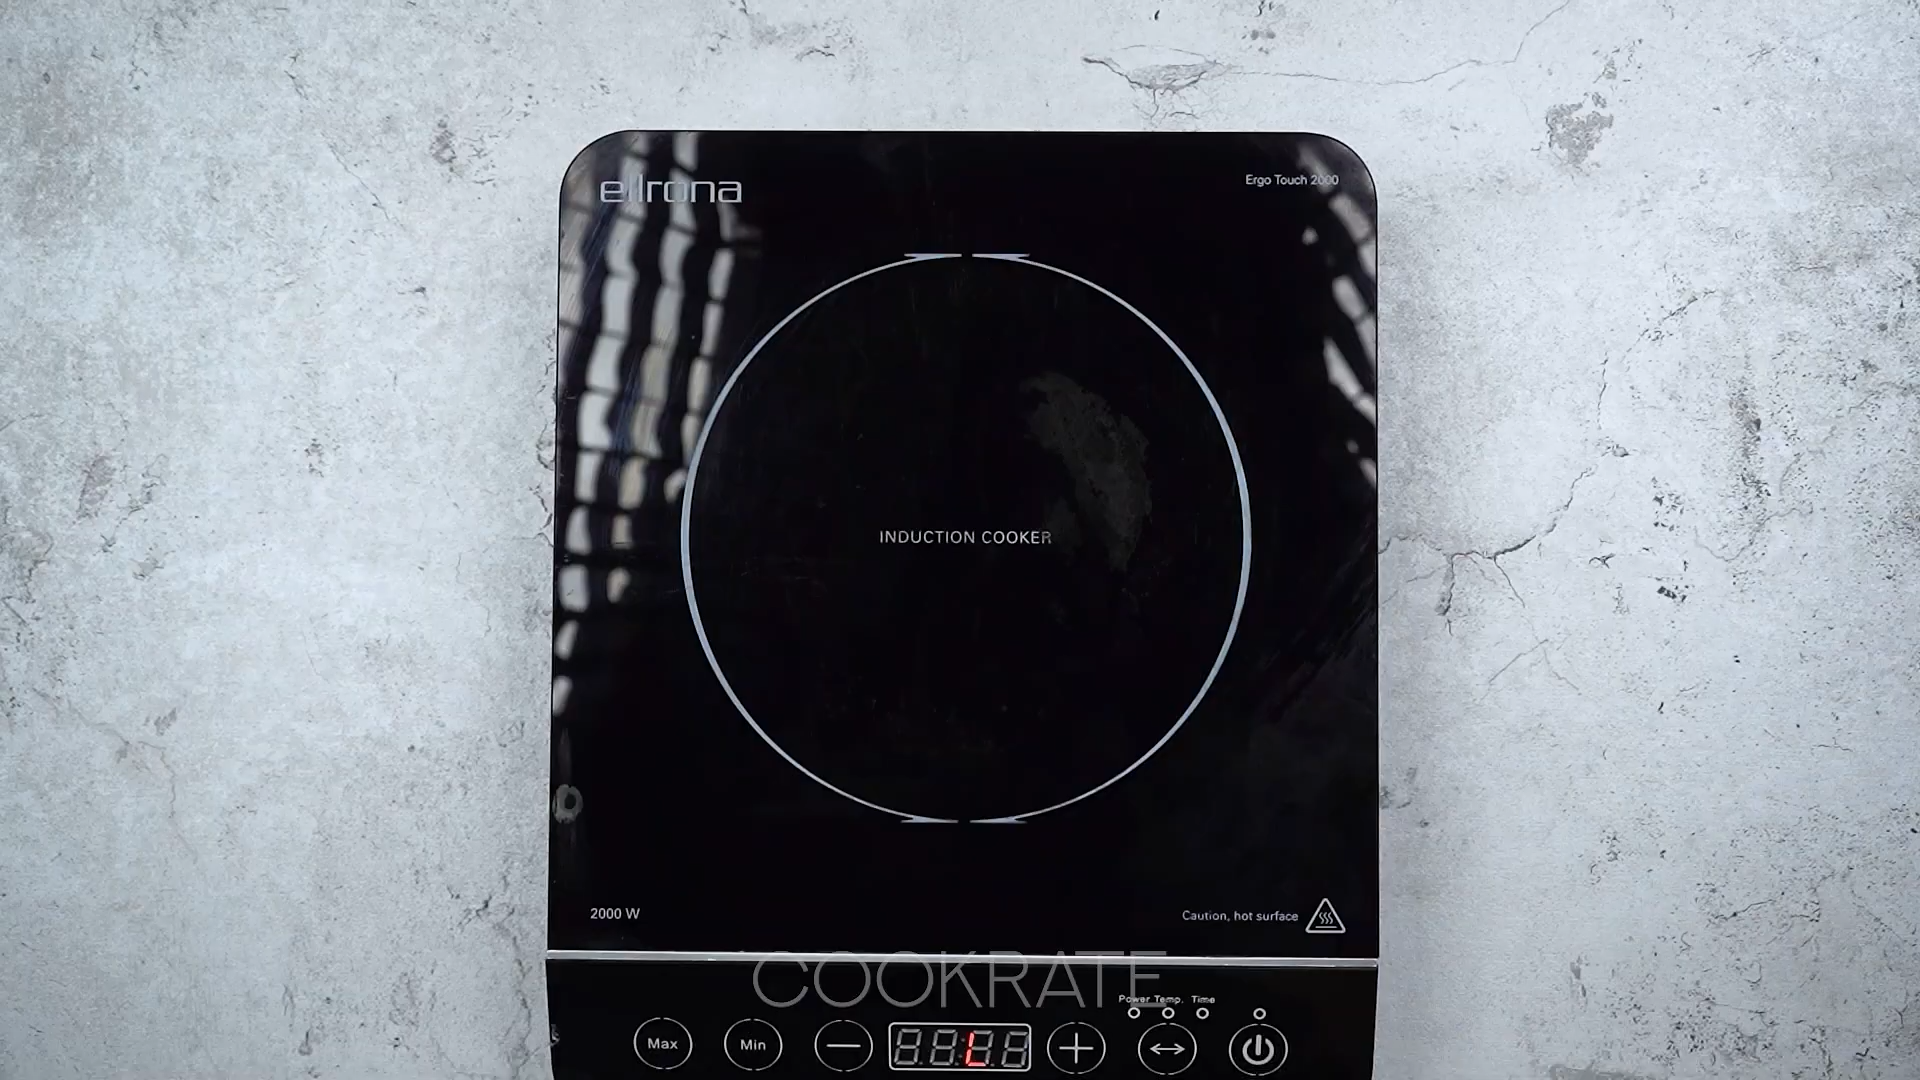 ellrona
Ergo Touch 2000
INDUCTION COOKER
2000 W
Caution, hot surface
COOKRATE
Power Temp. Time
Max Min L